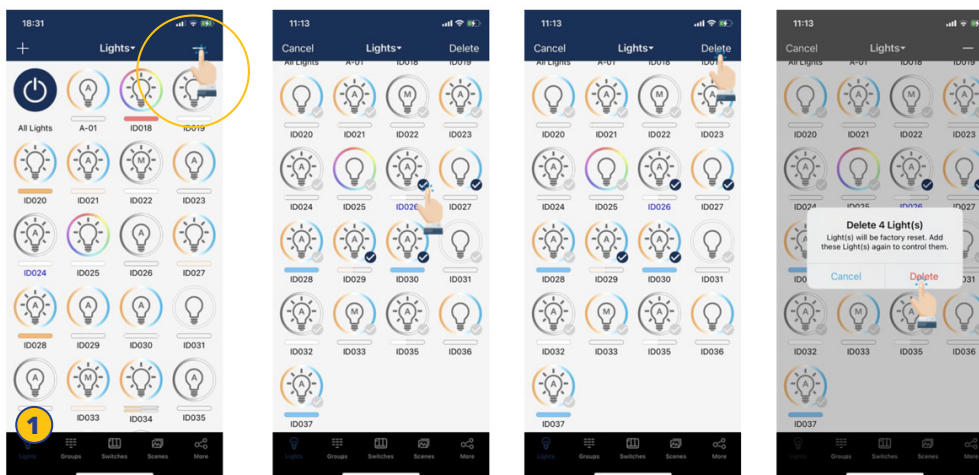 18:31
Lights
All Lights A-01 ID018 ID019
ID020 ID021 ID022 ID023
ID024 ID025 ID026 ID027
ID028 ID029 ID030 ID031
ID033 ID034 ID035
1
Lights Groups Switches Scenes More
11:13
Cancel Lights Delete
All Lights A-01 ID018 ID019
ID020 ID021 ID022 ID023
ID024 ID025 ID026 ID027
ID028 ID029 ID030 ID031
ID032 ID033 ID035 ID036
ID037
Lights Groups Switches Scenes More
11:13
Cancel Lights Delete
All Lights A-01 ID018 ID019
ID020 ID021 ID022 ID023
ID024 ID025 ID026 ID027
ID028 ID029 ID030 ID031
ID032 ID033 ID035 ID036
ID037
Lights Groups Switches Scenes More
11:13
Cancel Lights
All Lights A-01 ID018 ID019
ID020 ID021 ID022 ID023
ID024 ID025 ID026 ID027
Delete 4 Light(s)
Light(s) will be factory reset. Add
these Light(s) again to control them.
Cancel Delete
ID032 ID033 ID035 ID036
ID037
Lights Groups Switches Scenes More